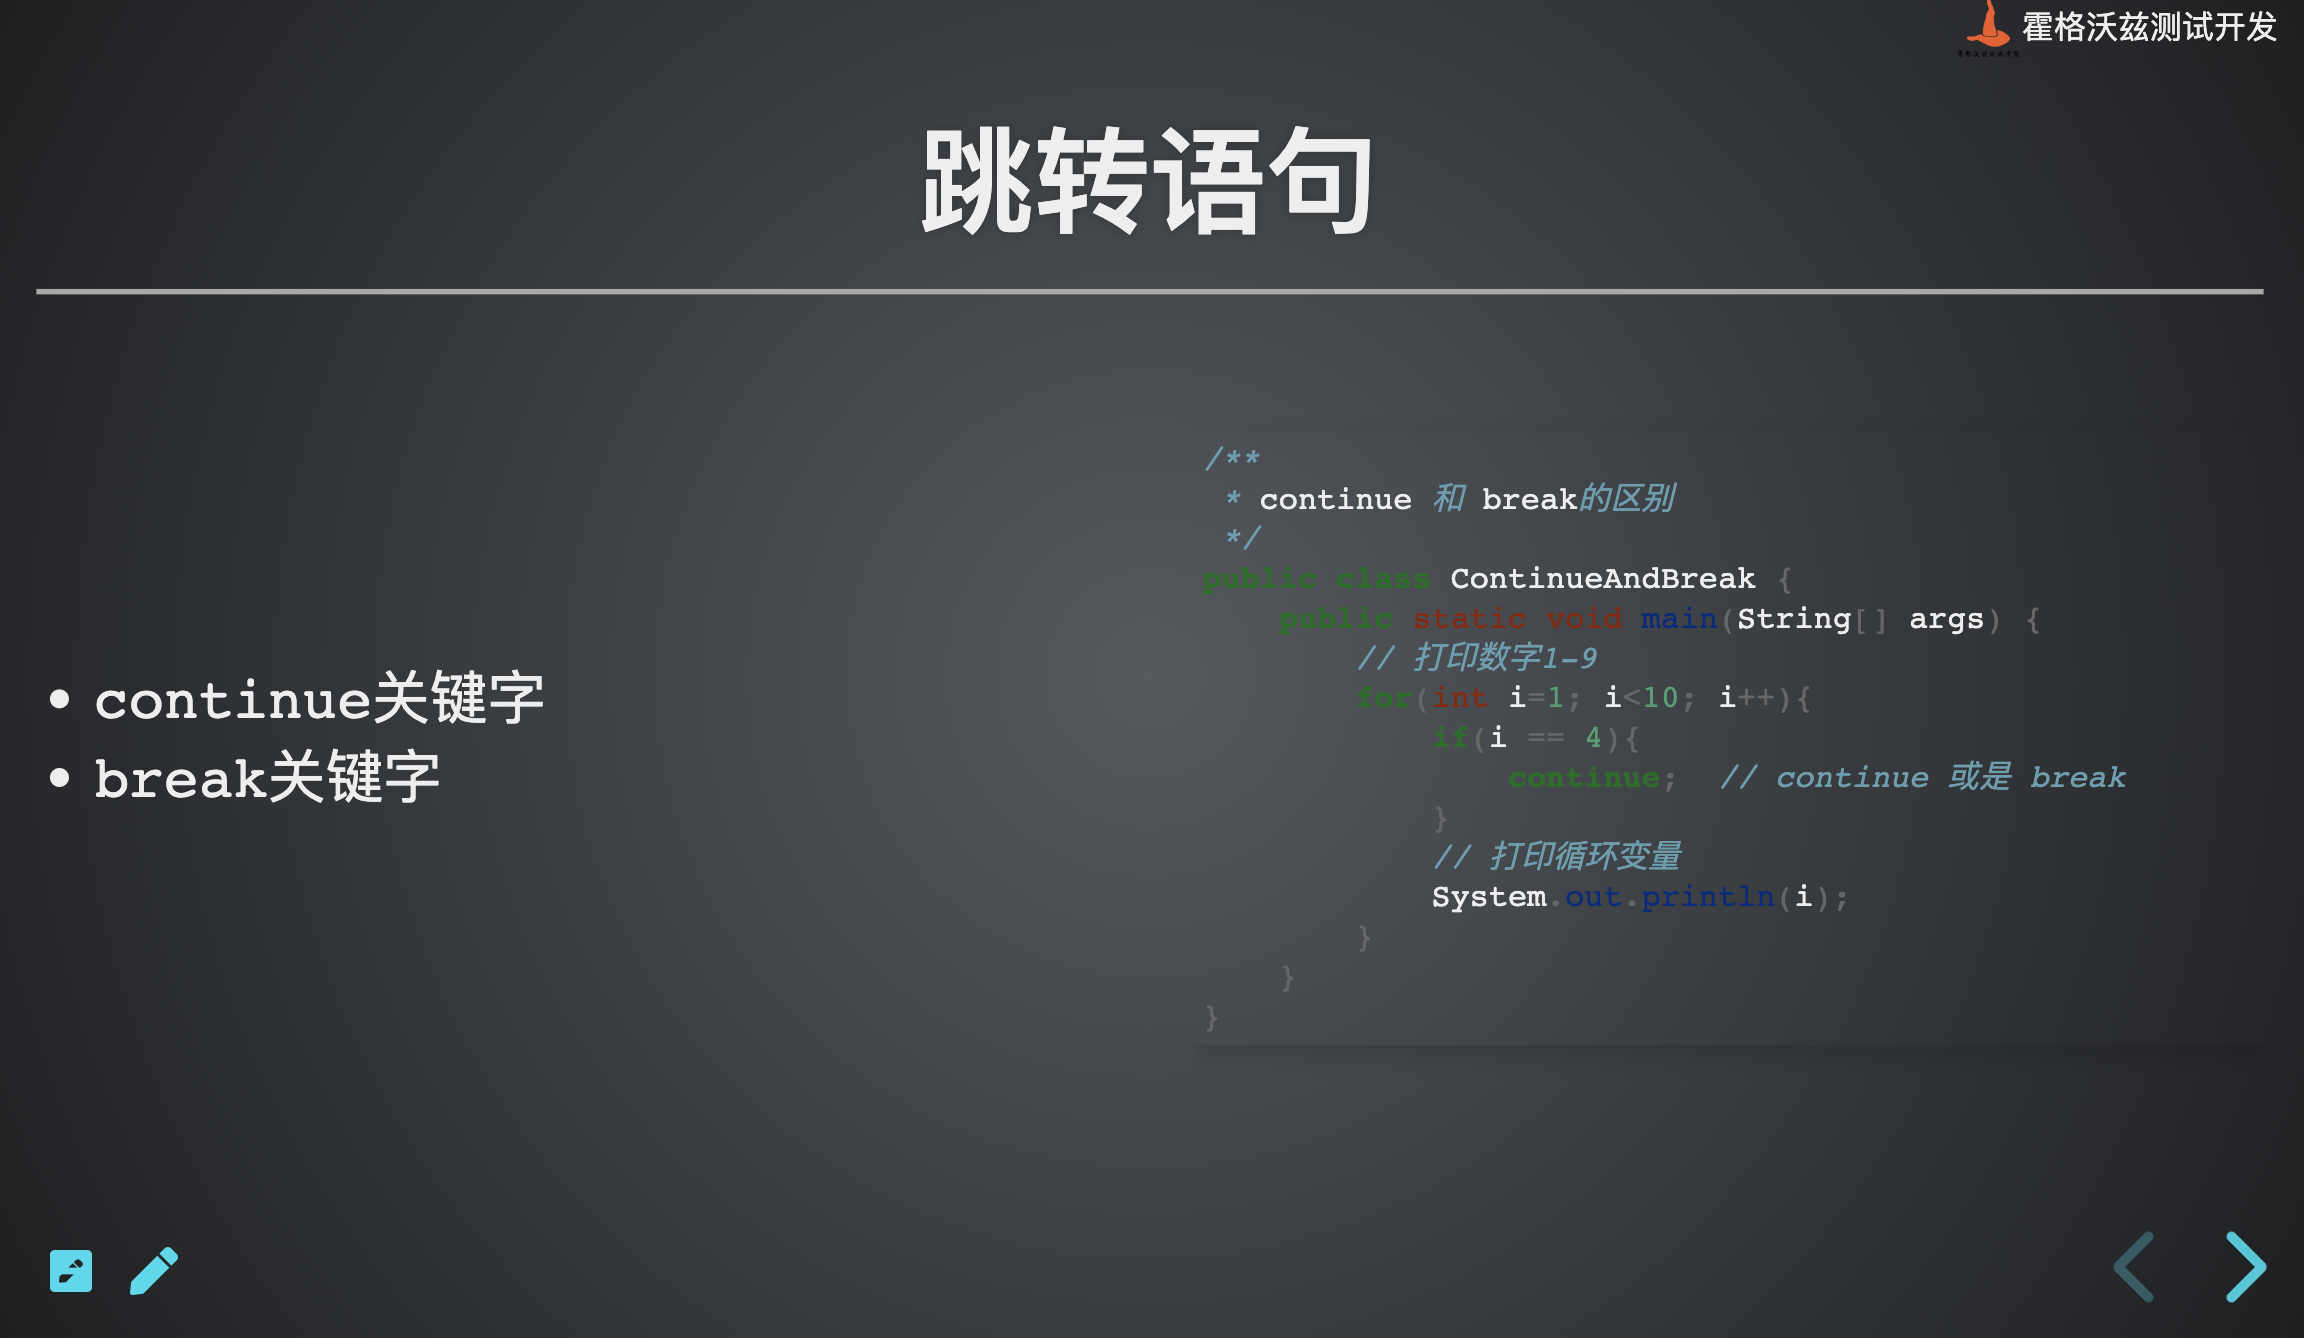 霍格沃兹测试开发
跳转语句
• continue关键字
• break关键字
/**
 * continue 和 break的区别
 */
public class ContinueAndBreak {
    public static void main(String[] args) {
        // 打印数字1-9
        for(int i=1; i<10; i++){
            if(i == 4){
                continue;  // continue 或是 break
            }
            // 打印循环变量
            System.out.println(i);
        }
    }
}